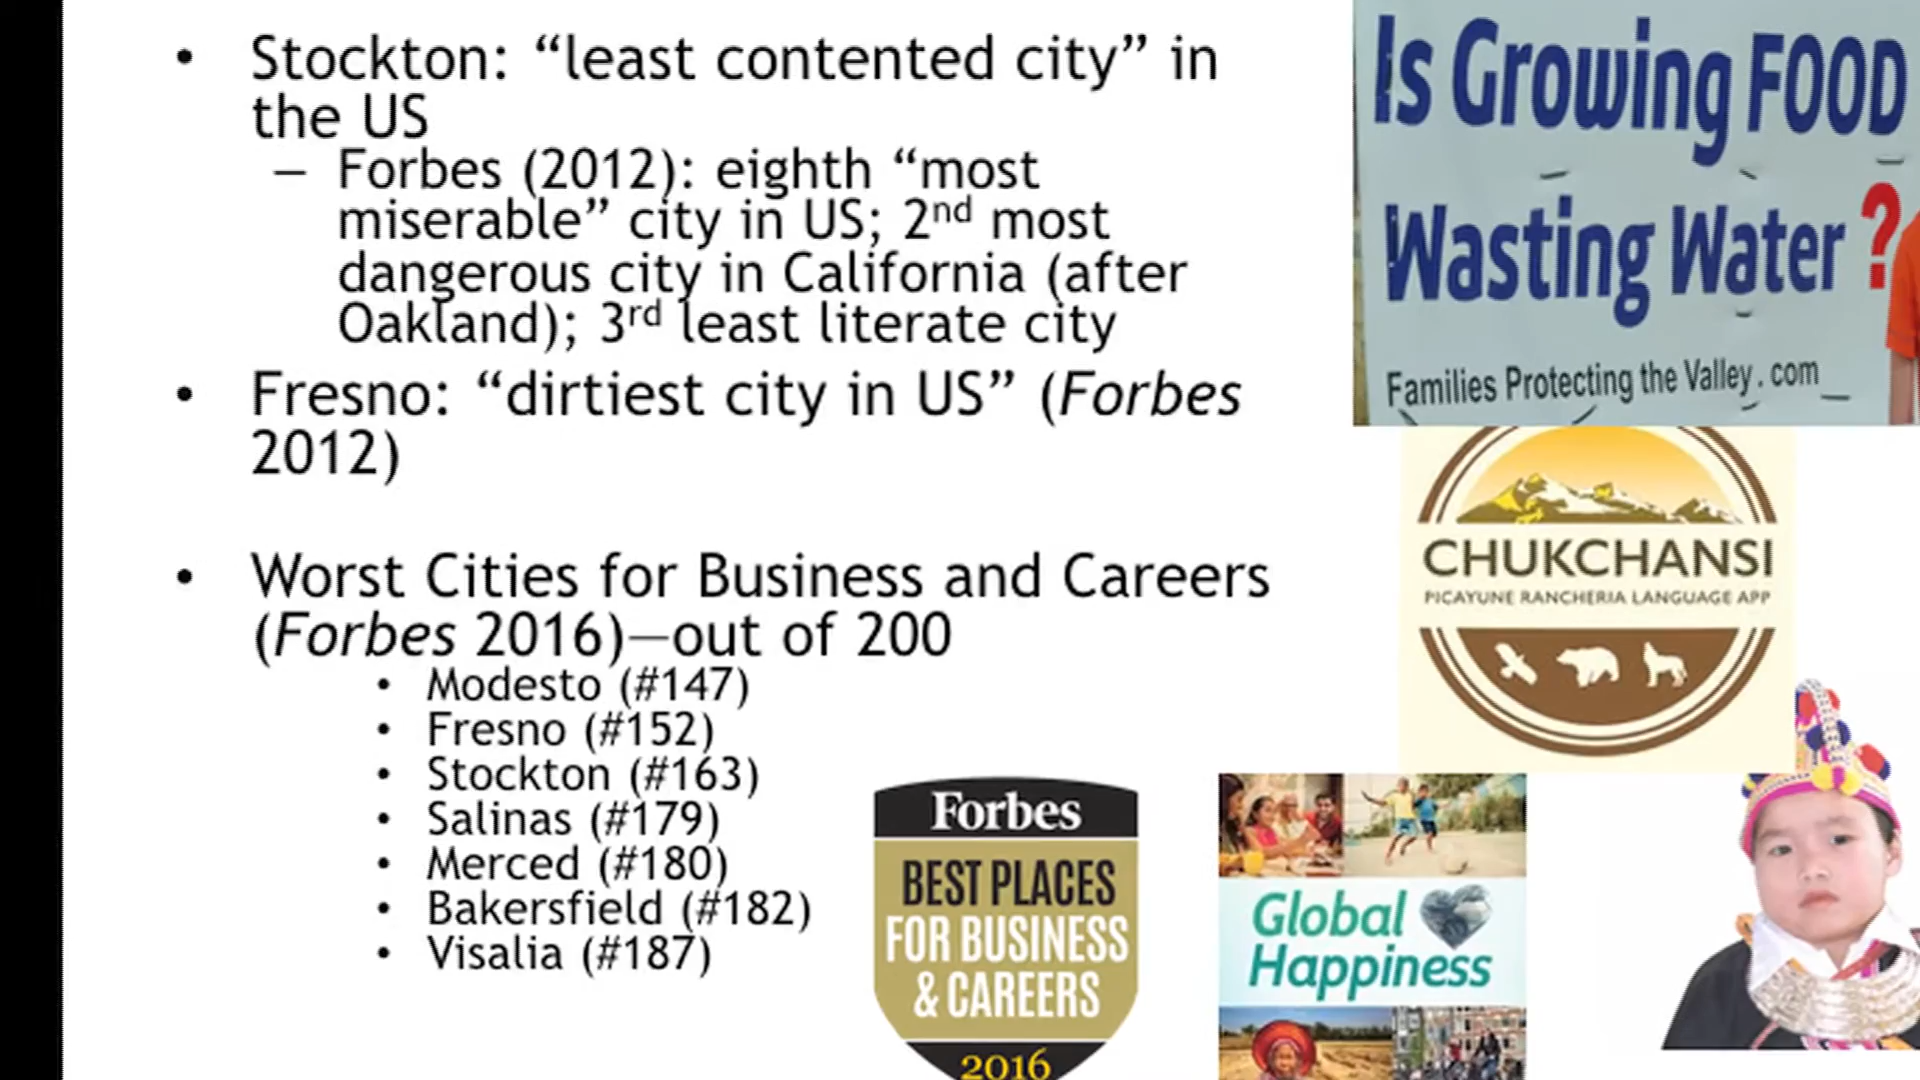 • Stockton: “least contented city” in
the US
– Forbes (2012): eighth “most
miserable” city in US; 2nd most
dangerous city in California (after
Oakland); 3rd least literate city
• Fresno: “dirtiest city in US” (Forbes
2012)
• Worst Cities for Business and Careers
(Forbes 2016)—out of 200
• Modesto (#147)
• Fresno (#152)
• Stockton (#163)
• Salinas (#179)
• Merced (#180)
• Bakersfield (#182)
• Visalia (#187)
Is Growing FOOD
Wasting Water ?
Families Protecting the Valley.com
CHUKCHANSI
PICAYUNE RANCHERIA LANGUAGE APP
Forbes
BEST PLACES
FOR BUSINESS
& CAREERS
2016
Global
Happiness